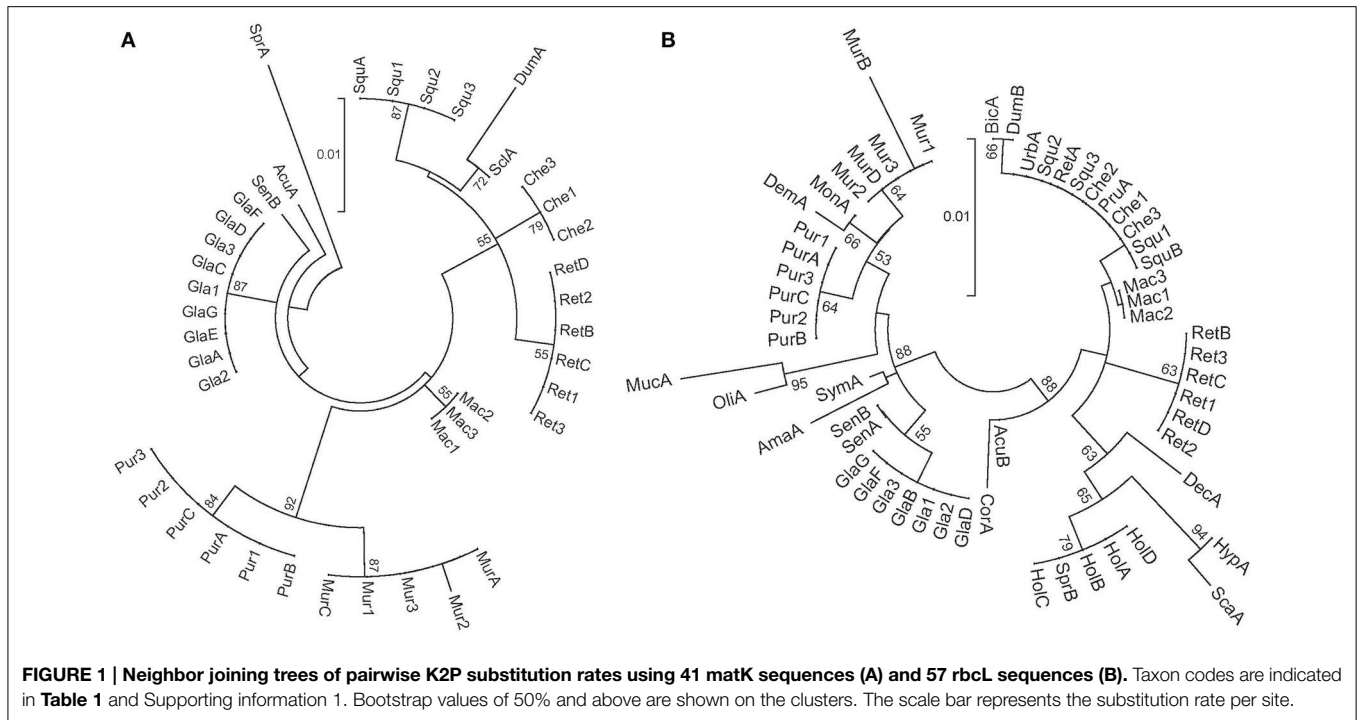 A
SprA
SquA
Squ1
Squ2
Squ3
87
DumA
SclA
72
0.01
Che3
Che1
79
Che2
55
RetD
Ret2
RetB
RetC
55
Ret1
Ret3
AcuA
SenB
GlaF
GlaD
Gla3
GlaC
Gla1
87
GlaG
GlaE
GlaA
Gla2
55
Mac2
Mac3
Mac1
Pur3
Pur2
PurC
84
PurA
Pur1
PurB
92
MurC
Mur1
87
Mur3
Mur2
MurA
B
MurB
Mur1
Mur3
MurD
Mur2
64
MonA
DemA
66
53
Pur1
PurA
Pur3
PurC
64
Pur2
PurB
88
MucA
OliA
95
SymA
AmaA
SenB
SenA
55
GlaG
GlaF
Gla3
GlaB
Gla1
Gla2
GlaD
CorA
AcuB
88
0.01
BicA
DumB
66
UrbA
Squ2
RetA
Squ3
Che2
PruA
Che1
Che3
Squ1
SquB
Mac3
Mac1
Mac2
RetB
Ret3
63
RetC
Ret1
RetD
Ret2
63
DecA
65
94
HypA
ScaA
79
HolD
HolA
HolB
SprB
HolC
FIGURE 1 | Neighbor joining trees of pairwise K2P substitution rates using 41 matK sequences (A) and 57 rbcL sequences (B). Taxon codes are indicated
in Table 1 and Supporting information 1. Bootstrap values of 50% and above are shown on the clusters. The scale bar represents the substitution rate per site.